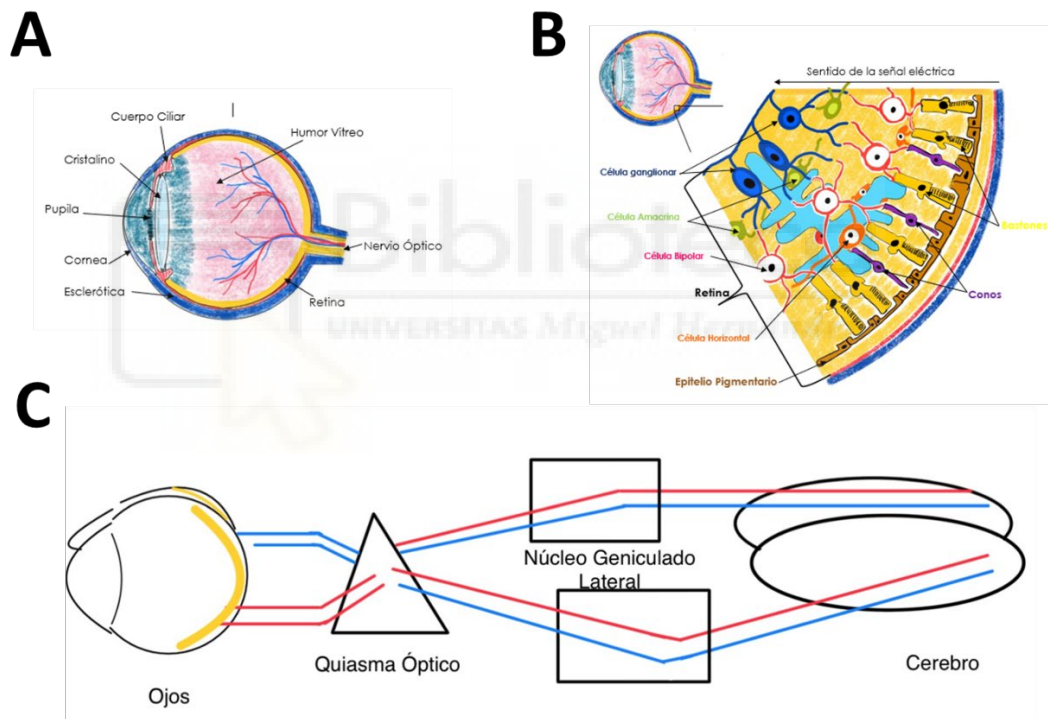 A
Cuerpo Ciliar
Humor Vítreo
Cristalino
Pupila
Cornea
Esclerótica
Nervio Óptico
Retina
B
Sentido de la señal eléctrica
Célula ganglionar
Célula Amacrina
Célula Bipolar
Retina
Célula Horizontal
Epitelio Pigmentario
Bastones
Conos
Biblioteca
UNIVERSITAS Miguel Hernández
C
Ojos
Quiasma Óptico
Núcleo Geniculado
Lateral
Cerebro